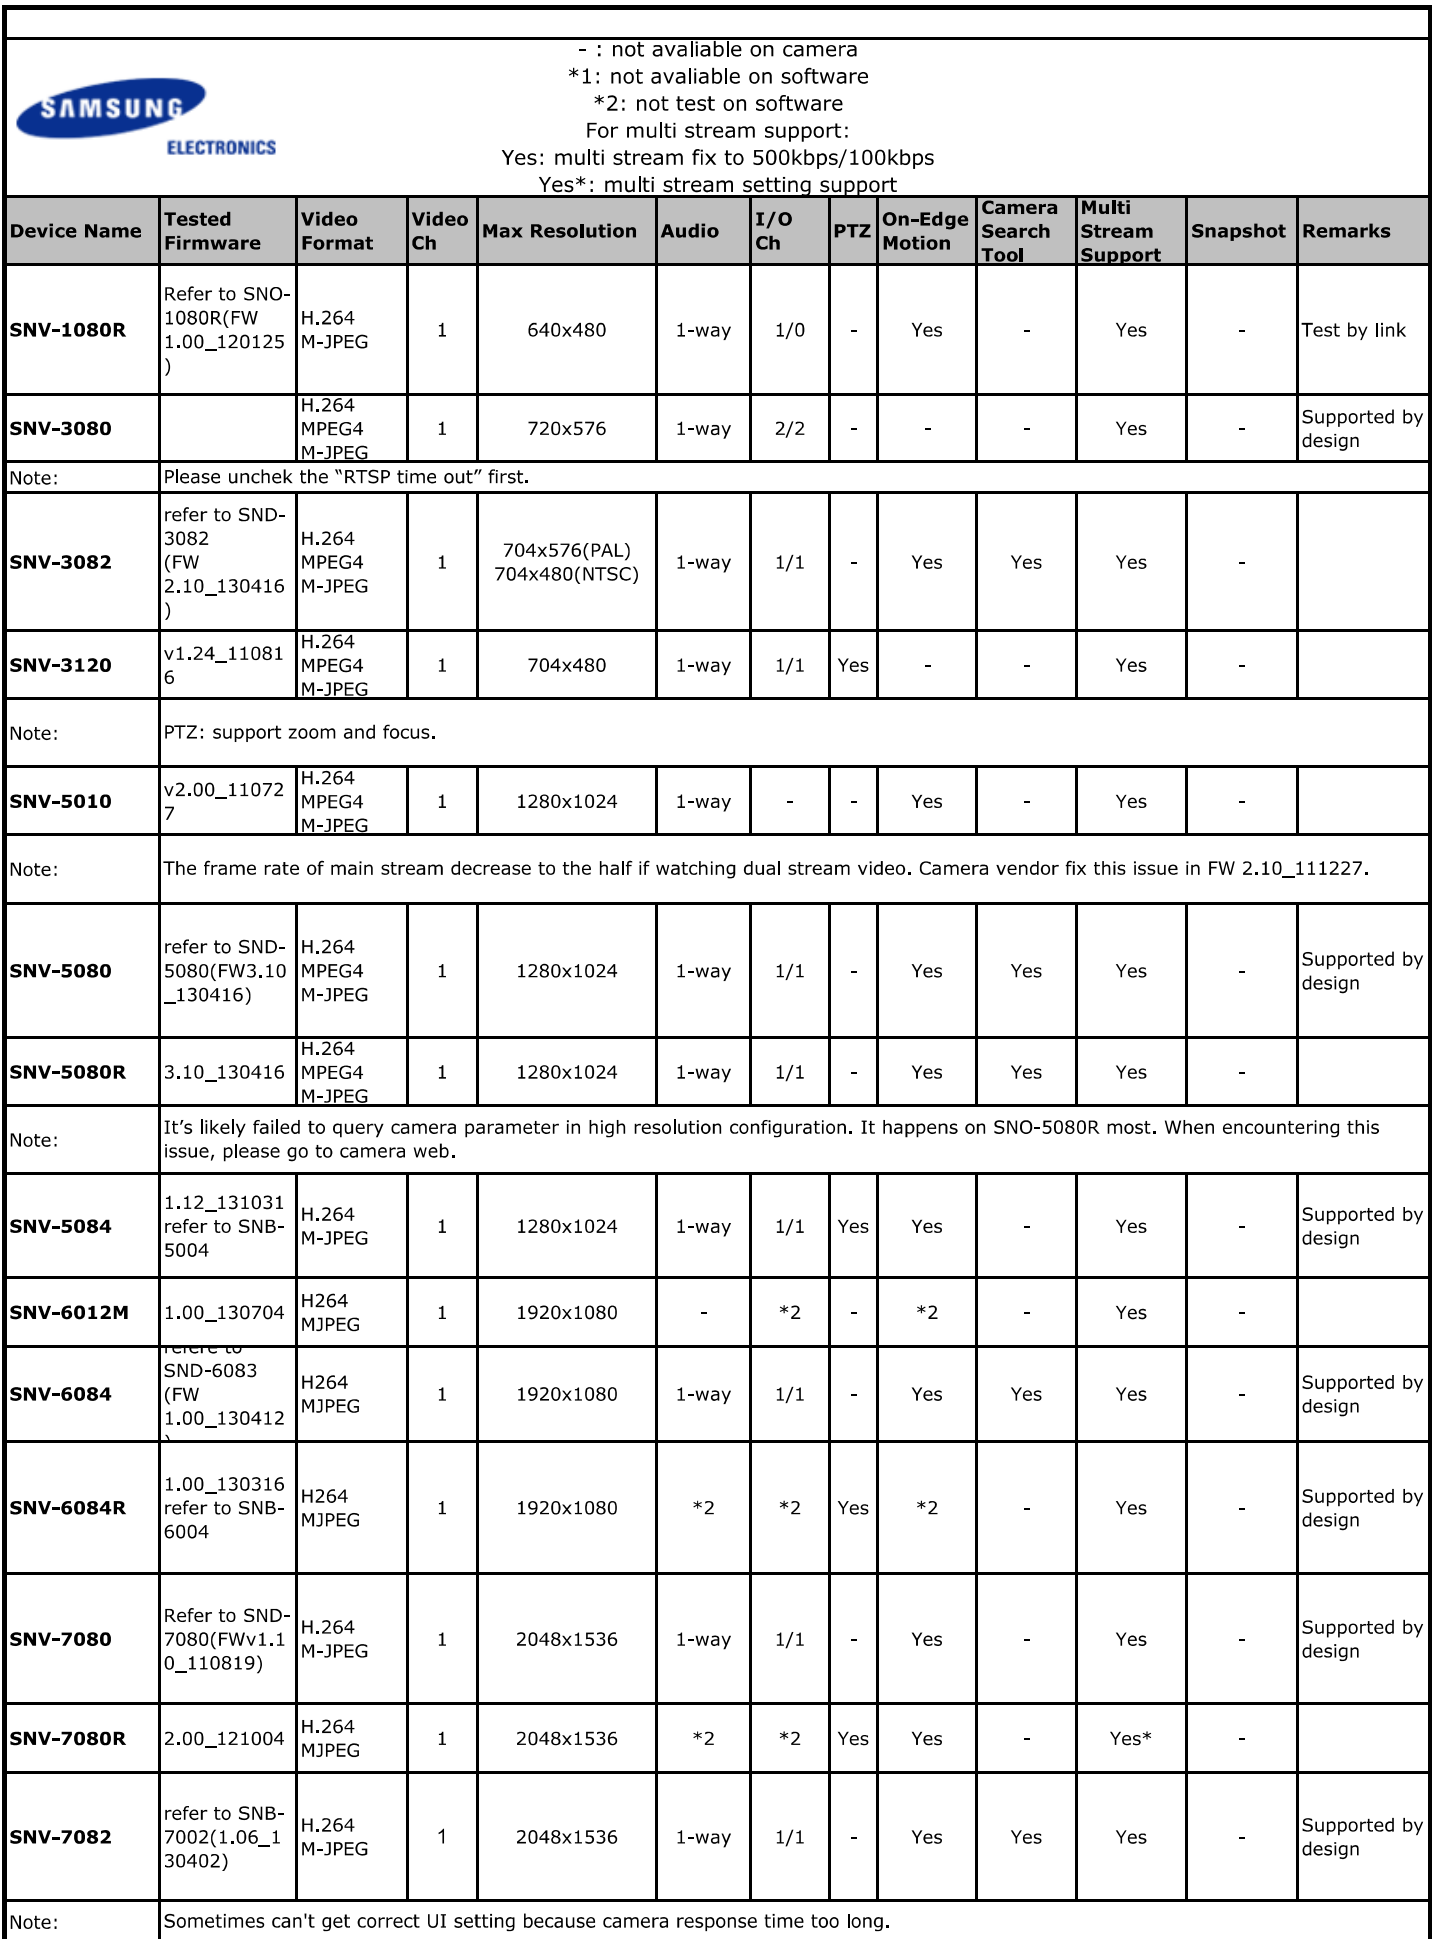 - : not avaliable on camera
*1: not avaliable on software
*2: not test on software
For multi stream support:
Yes: multi stream fix to 500kbps/100kbps
Yes*: multi stream setting support
SAMSUNG
ELECTRONICS
Device Name Tested Firmware Video Format Video Ch Max Resolution Audio I/O Ch PTZ On-Edge Motion Camera Search Tool Multi Stream Support Snapshot Remarks
SNV-1080R Refer to SNO-1080R(FW 1.00_120125) H.264 M-JPEG 1 640x480 1-way 1/0 - Yes - Yes - Test by link
SNV-3080 H.264 MPEG4 M-JPEG 1 720x576 1-way 2/2 - - - Yes - Supported by design
Note: Please unchek the “RTSP time out” first.
SNV-3082 refer to SND-3082 (FW 2.10_130416) H.264 MPEG4 M-JPEG 1 704x576(PAL) 704x480(NTSC) 1-way 1/1 - Yes Yes Yes -
SNV-3120 v1.24_110816 H.264 MPEG4 M-JPEG 1 704x480 1-way 1/1 Yes - - Yes -
Note: PTZ: support zoom and focus.
SNV-5010 v2.00_110727 H.264 MPEG4 M-JPEG 1 1280x1024 1-way - - Yes - Yes -
Note: The frame rate of main stream decrease to the half if watching dual stream video. Camera vendor fix this issue in FW 2.10_111227.
SNV-5080 refer to SND-5080(FW3.10_130416) H.264 MPEG4 M-JPEG 1 1280x1024 1-way 1/1 - Yes Yes Yes - Supported by design
SNV-5080R 3.10_130416 H.264 MPEG4 M-JPEG 1 1280x1024 1-way 1/1 - Yes Yes Yes -
Note: It’s likely failed to query camera parameter in high resolution configuration. It happens on SNO-5080R most. When encountering this
issue, please go to camera web.
SNV-5084 1.12_131031 refer to SNB-5004 H.264 M-JPEG 1 1280x1024 1-way 1/1 Yes Yes - Yes - Supported by design
SNV-6012M 1.00_130704 H264 MJPEG 1 1920x1080 - *2 - *2 - Yes -
SNV-6084 refere to SND-6083 (FW 1.00_130412) H264 MJPEG 1 1920x1080 1-way 1/1 - Yes Yes Yes - Supported by design
SNV-6084R 1.00_130316 refer to SNB-6004 H264 MJPEG 1 1920x1080 *2 *2 Yes *2 - Yes - Supported by design
SNV-7080 Refer to SND-7080(FWv1.10_110819) H.264 M-JPEG 1 2048x1536 1-way 1/1 - Yes - Yes - Supported by design
SNV-7080R 2.00_121004 H.264 MJPEG 1 2048x1536 *2 *2 Yes Yes - Yes* -
SNV-7082 refer to SNB-7002(1.06_130402) H.264 M-JPEG 1 2048x1536 1-way 1/1 - Yes Yes Yes - Supported by design
Note: Sometimes can't get correct UI setting because camera response time too long.